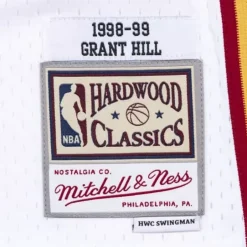 1998-99
GRANT HILL
NBA
HARDWOOD
CLASSICS
NOSTALGIA CO.
Mitchell & Ness
PHILADELPHIA, PA.
HWC SWINGMAN